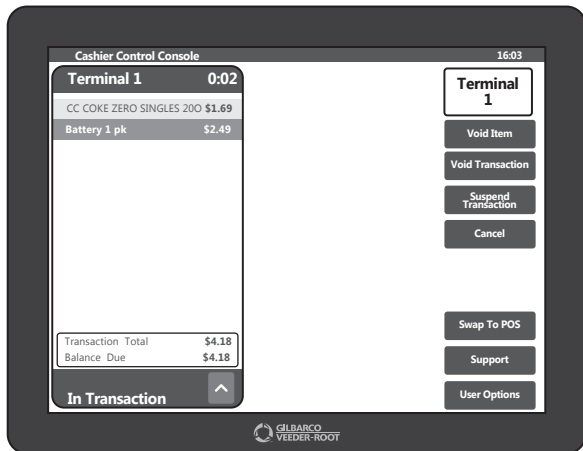 Cashier Control Console 16:03
Terminal 1 0:02
CC COKE ZERO SINGLES 20O $1.69
Battery 1 pk $2.49
Transaction Total $4.18
Balance Due $4.18
In Transaction
Terminal
1
Void Item
Void Transaction
Suspend
Transaction
Cancel
Swap To POS
Support
User Options
GILBARCO
VEEDER-ROOT